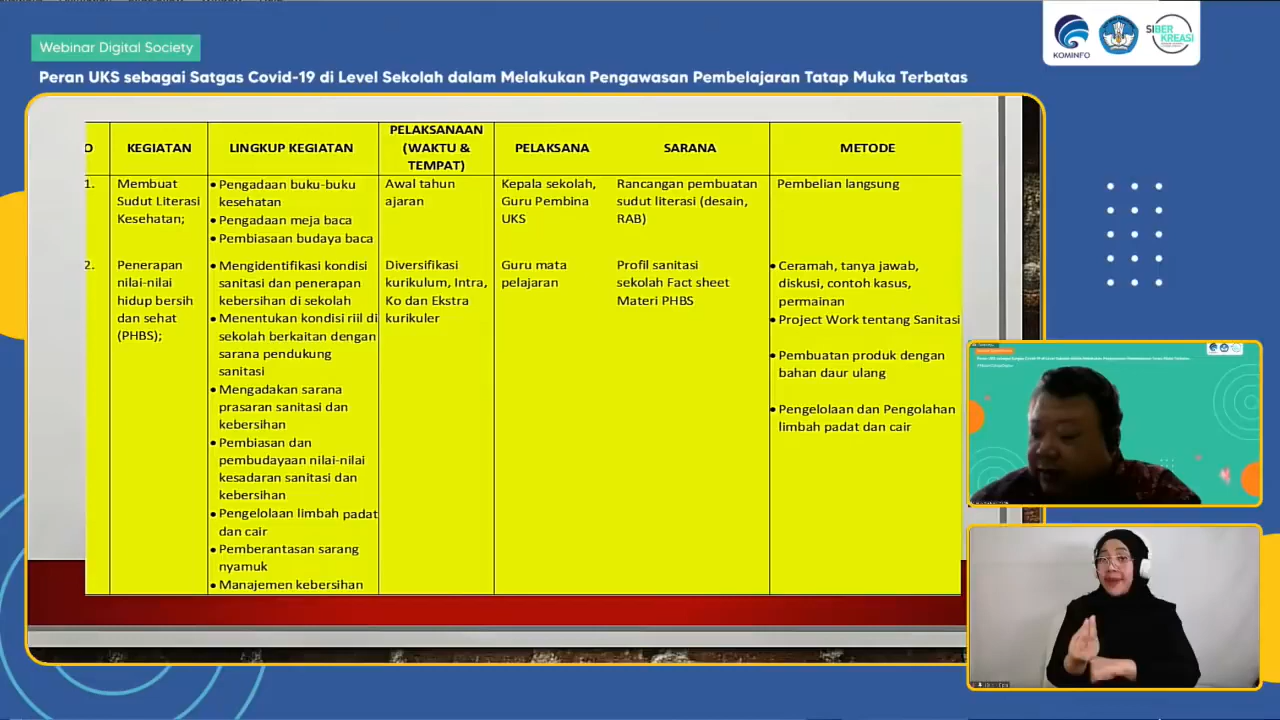 Webinar Digital Society
Peran UKS sebagai Satgas Covid-19 di Level Sekolah dalam Melakukan Pengawasan Pembelajaran Tatap Muka Terbatas
KOMINFO
SIBER
KREASI
O
KEGIATAN
LINGKUP KEGIATAN
PELAKSANAAN
(WAKTU &
TEMPAT)
PELAKSANA
SARANA
METODE
1.
Membuat
Sudut Literasi
Kesehatan;
• Pengadaan buku-buku
kesehatan
• Pengadaan meja baca
• Pembiasaan budaya baca
Awal tahun
ajaran
Kepala sekolah,
Guru Pembina
UKS
Rancangan pembuatan
sudut literasi (desain,
RAB)
Pembelian langsung
2.
Penerapan
nilai-nilai
hidup bersih
dan sehat
(PHBS);
• Mengidentifikasi kondisi
sanitasi dan penerapan
kebersihan di sekolah
• Menentukan kondisi riil di
sekolah berkaitan dengan
sarana pendukung
sanitasi
• Mengadakan sarana
prasaran sanitasi dan
kebersihan
• Pembiasan dan
pembudayaan nilai-nilai
kesadaran sanitasi dan
kebersihan
• Pengelolaan limbah padat
dan cair
• Pemberantasan sarang
nyamuk
• Manajemen kebersihan
Diversifikasi
kurikulum, Intra,
Ko dan Ekstra
kurikuler
Guru mata
pelajaran
Profil sanitasi
sekolah Fact sheet
Materi PHBS
• Ceramah, tanya jawab,
diskusi, contoh kasus,
permainan
• Project Work tentang Sanitasi
• Pembuatan produk dengan
bahan daur ulang
• Pengelolaan dan Pengolahan
limbah padat dan cair